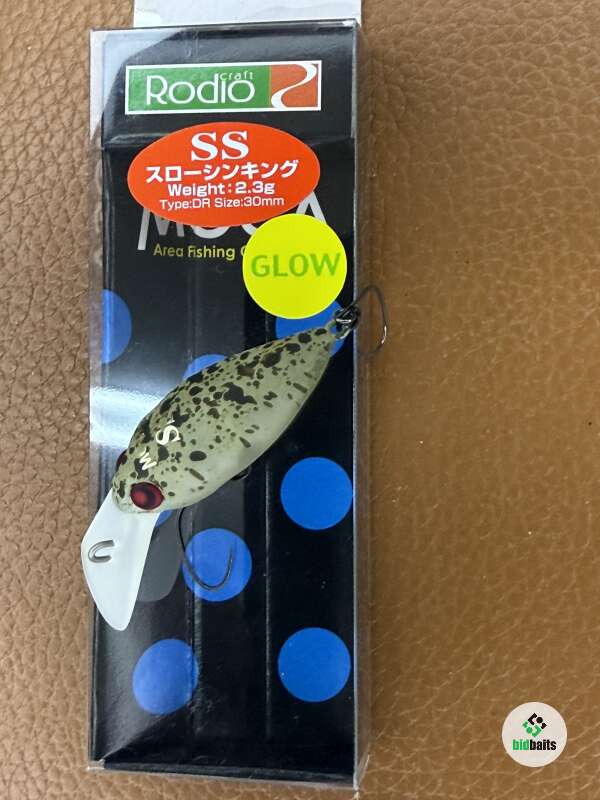 Rodio craft
SS
スローシンキング
Weight:2.3g
Type:DR Size:30mm
Area Fishing
GLOW
S
M
bidbaits